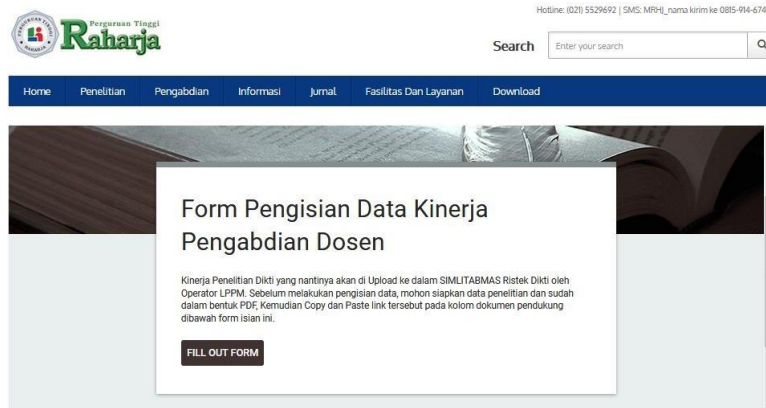 Hotline: (021) 5529692 | SMS: MRHJ_nama kirim ke 0815-914-674
Perguruan Tinggi
Raharja
Search
Enter your search
Home Penelitian Pengabdian Informasi Jurnal Fasilitas Dan Layanan Download
Form Pengisian Data Kinerja
Pengabdian Dosen
Kinerja Penelitian Dikti yang nantinya akan di Upload ke dalam SIMLITABMAS Ristek Dikti oleh
Operator LPPM. Sebelum melakukan pengisian data, mohon siapkan data penelitian dan sudah
dalam bentuk PDF, Kemudian Copy dan Paste link tersebut pada kolom dokumen pendukung
dibawah form isian ini.
FILL OUT FORM